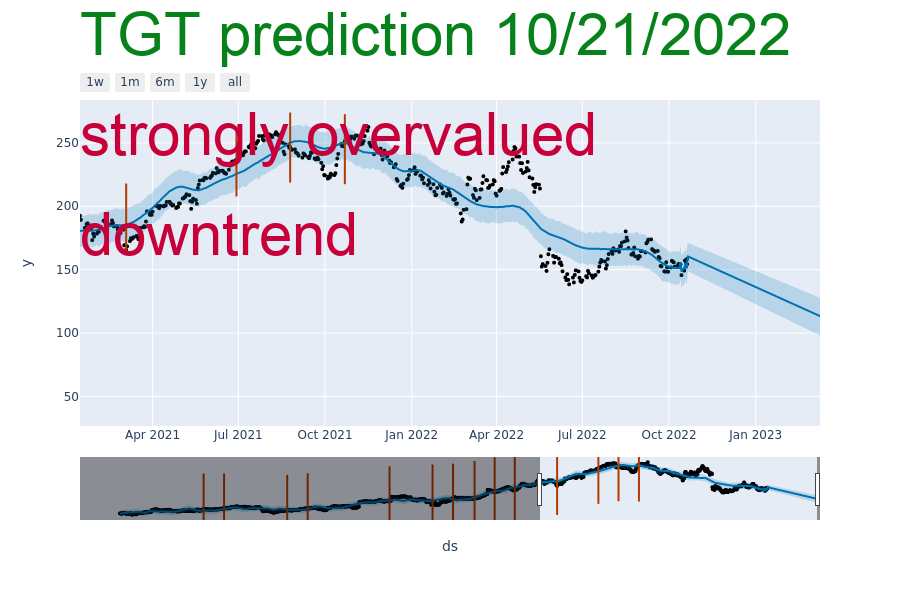 TGT prediction 10/21/2022
1w 1m 6m 1y all
strongly overvalued
downtrend
250
200
150
100
50
y
Apr 2021 Jul 2021 Oct 2021 Jan 2022 Apr 2022 Jul 2022 Oct 2022 Jan 2023
ds